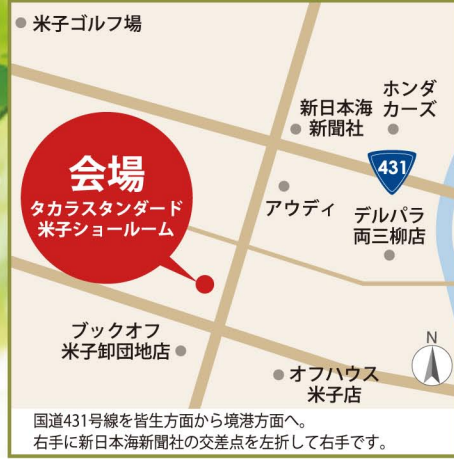 米子ゴルフ場
ホンダ
カーズ
新日本海
新聞社
431
会場
タカラスタンダード
米子ショールーム
アウディ
デルパラ
両三柳店
ブックオフ
米子卸団地店
オフハウス
米子店
N
国道431号線を皆生方面から境港方面へ。
右手に新日本海新聞社の交差点を左折して右手です。